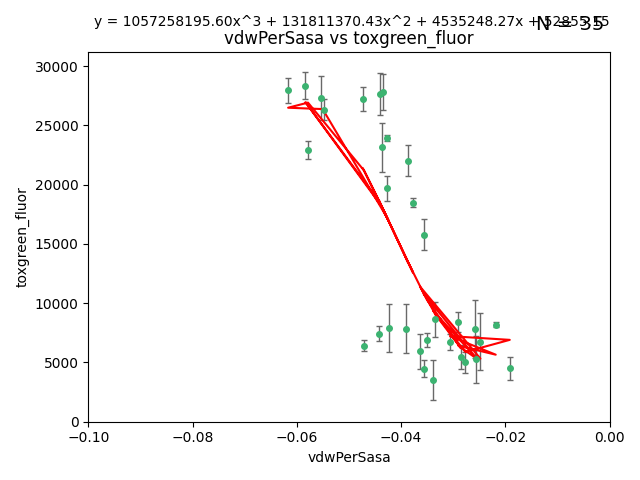 y = 1057258195.60x^3 + 131811370.43x^2 + 4535248.27x + 52855.15
N = 35
vdwPerSasa vs toxgreen_fluor
30000
25000
20000
15000
10000
5000
0
toxgreen_fluor
−0.10 −0.08 −0.06 −0.04 −0.02 0.00
vdwPerSasa